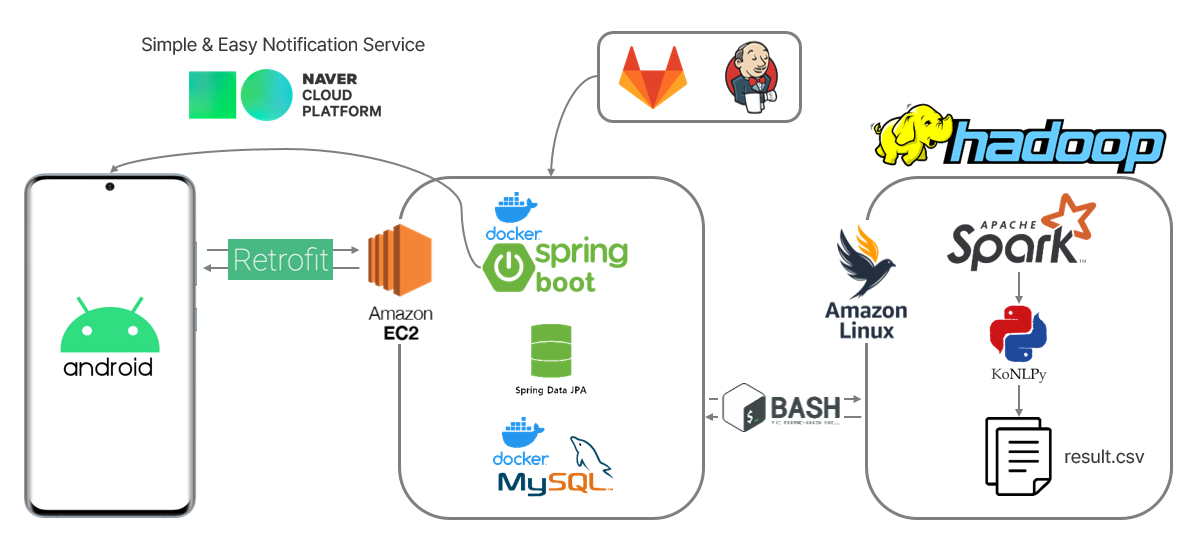 Simple & Easy Notification Service
NAVER
CLOUD
PLATFORM
hadoop
docker
spring
boot
Retrofit
Amazon
EC2
android
Spring Data JPA
docker
MySQL
$_
BASH
Amazon
Linux
APACHE
Spark
TM
KoNLPy
result.csv